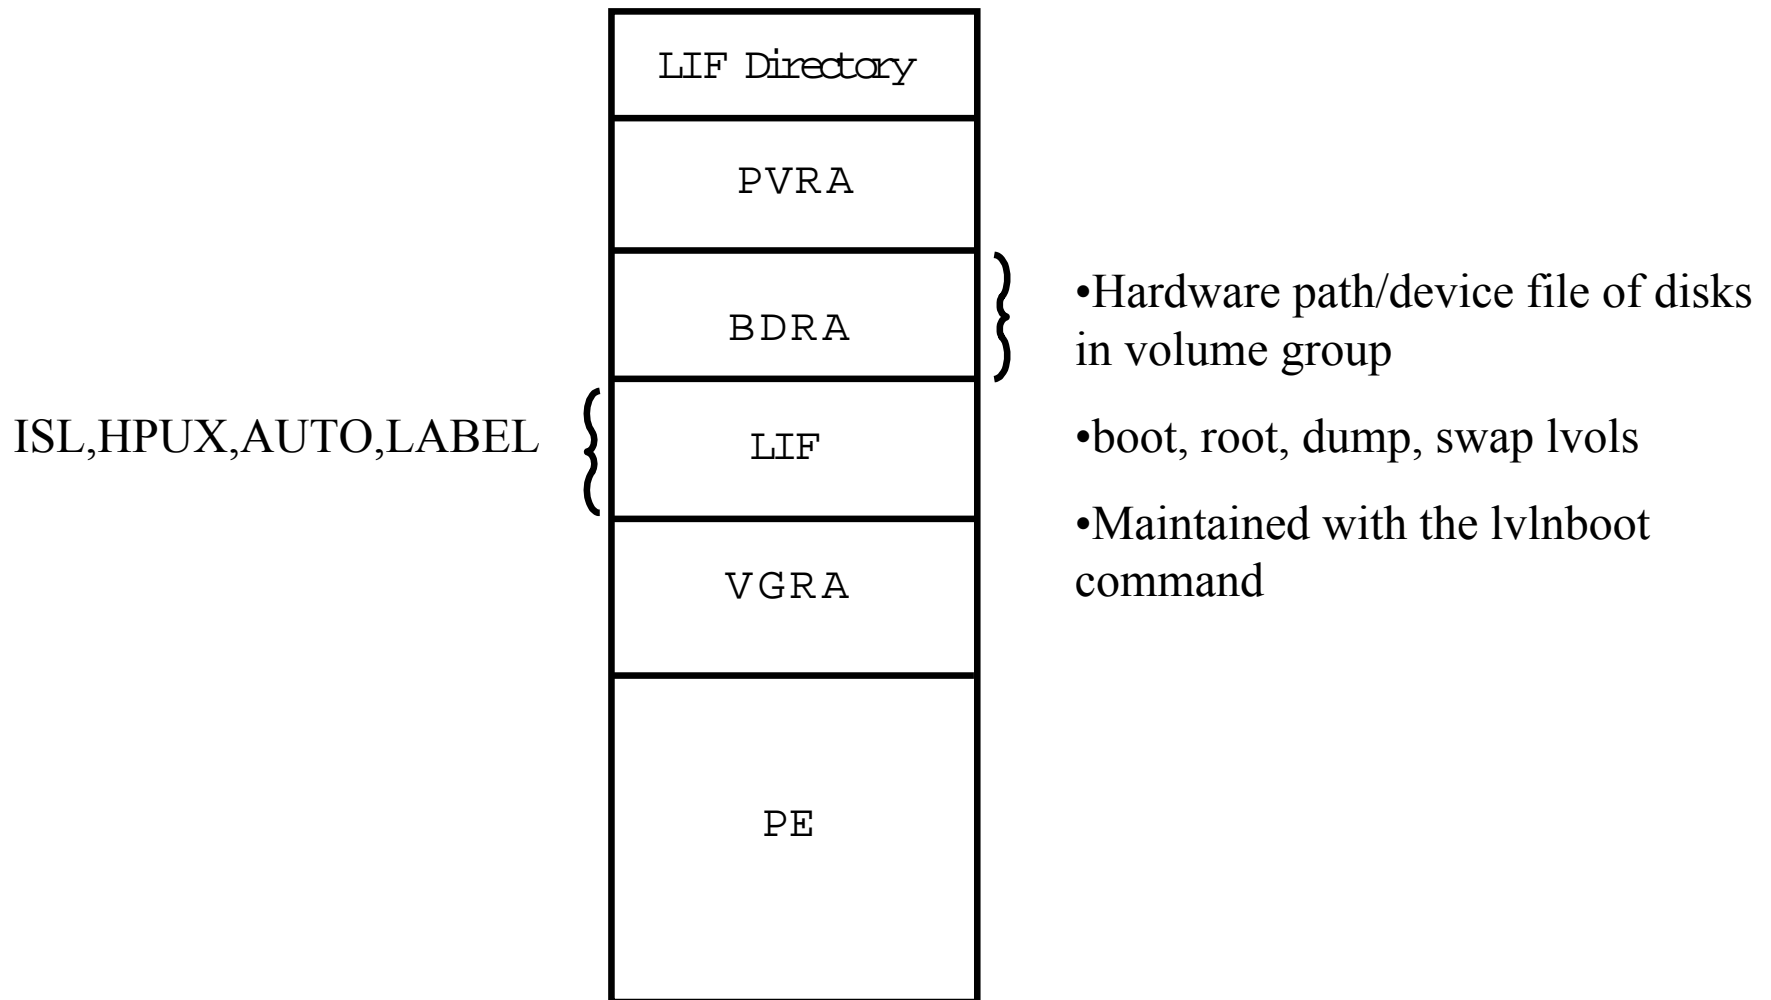 LIF Directory
PVRA
BDRA
•Hardware path/device file of disks
in volume group
•boot, root, dump, swap lvols
•Maintained with the lvlnboot
command
ISL,HPUX,AUTO,LABEL
LIF
VGRA
PE